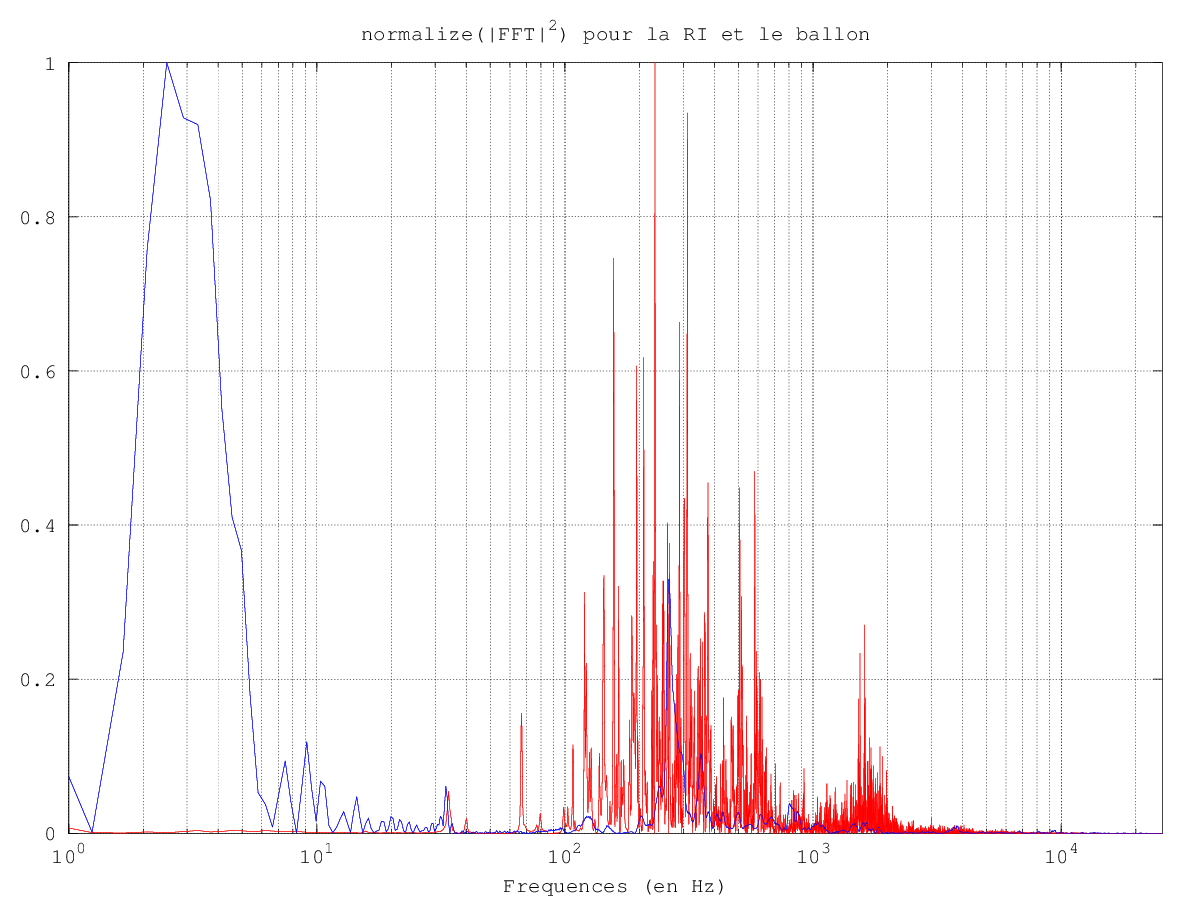 normalize(|FFT|²) pour la RI et le ballon
1
0.8
0.6
0.4
0.2
0
10⁰ 10¹ 10² 10³ 10⁴
Frequences (en Hz)